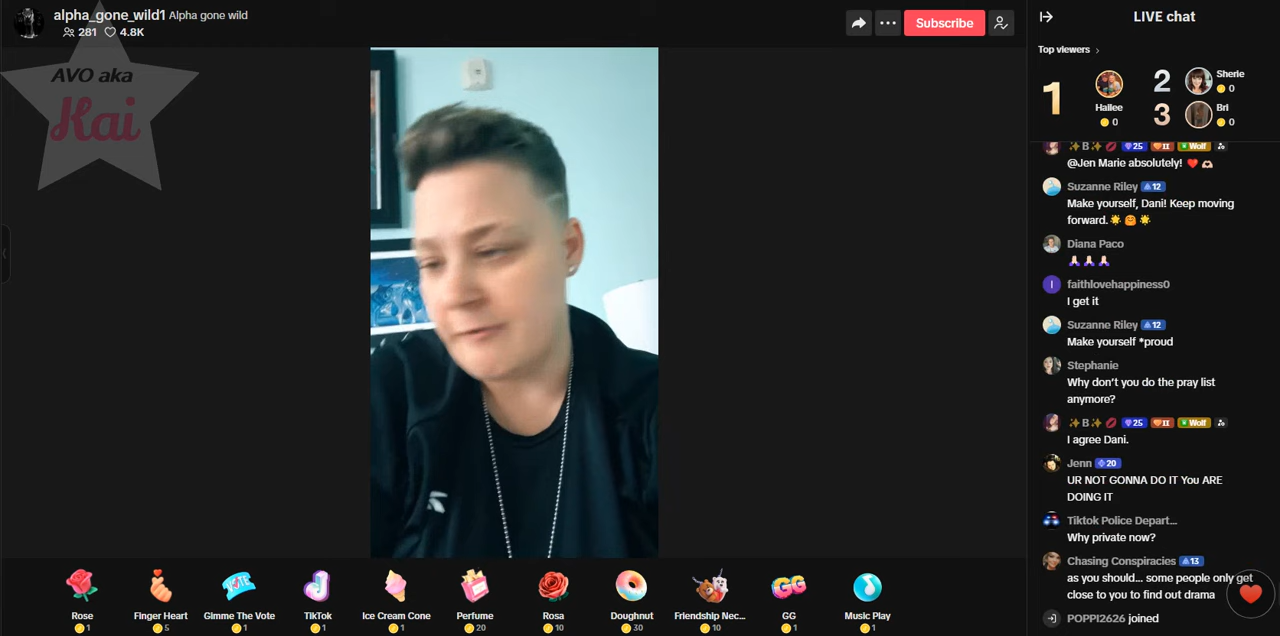 alpha_gone_wild1 Alpha gone wild
281 4.8K
Subscribe
AVO aka
Kai
LIVE chat
Top viewers
1
Hailee
0
2
Sherie
0
3
Bri
0
B 25 II Wolf
@Jen Marie absolutely!
Suzanne Riley 12
Make yourself, Dani! Keep moving
forward.
Diana Paco
I faithlovehappiness0
I get it
Suzanne Riley 12
Make yourself *proud
Stephanie
Why don't you do the pray list
anymore?
B 25 II Wolf
I agree Dani.
Jenn 20
UR NOT GONNA DO IT You ARE
DOING IT
Tiktok Police Depart...
Why private now?
Chasing Conspiracies 13
as you should... some people only get
close to you to find out drama
POPPI2626 joined
VOTE
GG
Rose
1
Finger Heart
5
Gimme The Vote
1
TikTok
1
Ice Cream Cone
1
Perfume
20
Rosa
10
Doughnut
30
Friendship Nec...
10
GG
1
Music Play
1